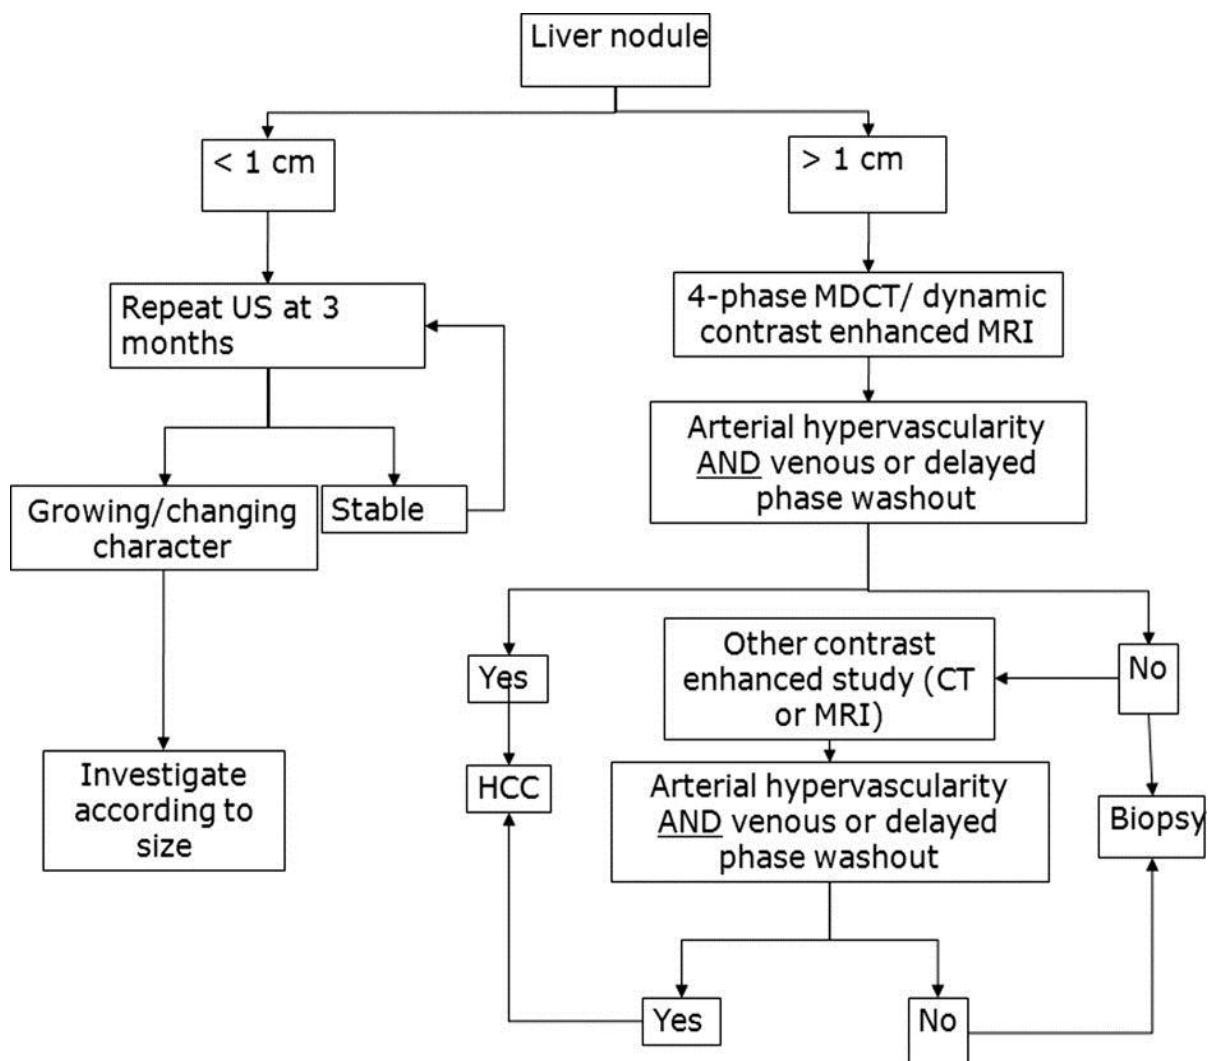 Liver nodule
< 1 cm
> 1 cm
Repeat US at 3
months
4-phase MDCT/ dynamic
contrast enhanced MRI
Arterial hypervascularity
AND venous or delayed
phase washout
Growing/changing
character
Stable
Other contrast
enhanced study (CT
or MRI)
Yes
No
Investigate
according to
size
HCC
Arterial hypervascularity
AND venous or delayed
phase washout
Biopsy
Yes
No